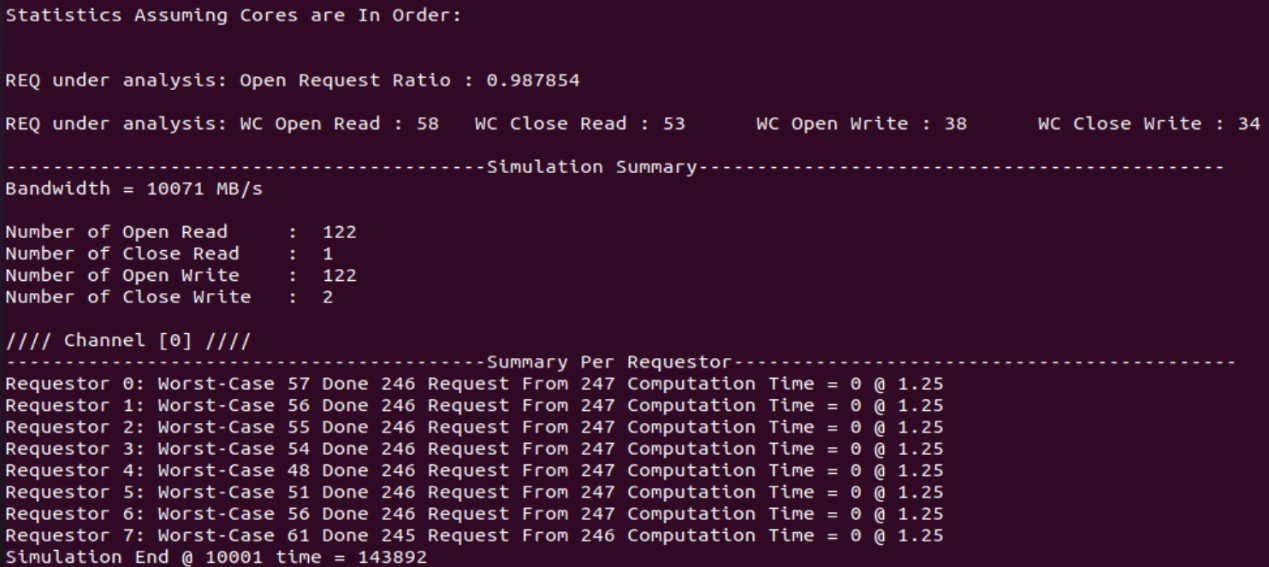 Statistics Assuming Cores are In Order:
REQ under analysis: Open Request Ratio : 0.987854
REQ under analysis: WC Open Read : 58   WC Close Read : 53      WC Open Write : 38      WC Close Write : 34
-----------------------------------------Simulation Summary---------------------------------------------
Bandwidth = 10071 MB/s
Number of Open Read     :  122
Number of Close Read    :  1
Number of Open Write    :  122
Number of Close Write   :  2
//// Channel [0] ////
-----------------------------------------Summary Per Requestor-------------------------------------------
Requestor 0: Worst-Case 57 Done 246 Request From 247 Computation Time = 0 @ 1.25
Requestor 1: Worst-Case 56 Done 246 Request From 247 Computation Time = 0 @ 1.25
Requestor 2: Worst-Case 55 Done 246 Request From 247 Computation Time = 0 @ 1.25
Requestor 3: Worst-Case 54 Done 246 Request From 247 Computation Time = 0 @ 1.25
Requestor 4: Worst-Case 48 Done 246 Request From 247 Computation Time = 0 @ 1.25
Requestor 5: Worst-Case 51 Done 246 Request From 247 Computation Time = 0 @ 1.25
Requestor 6: Worst-Case 56 Done 246 Request From 247 Computation Time = 0 @ 1.25
Requestor 7: Worst-Case 61 Done 245 Request From 246 Computation Time = 0 @ 1.25
Simulation End @ 10001 time = 143892